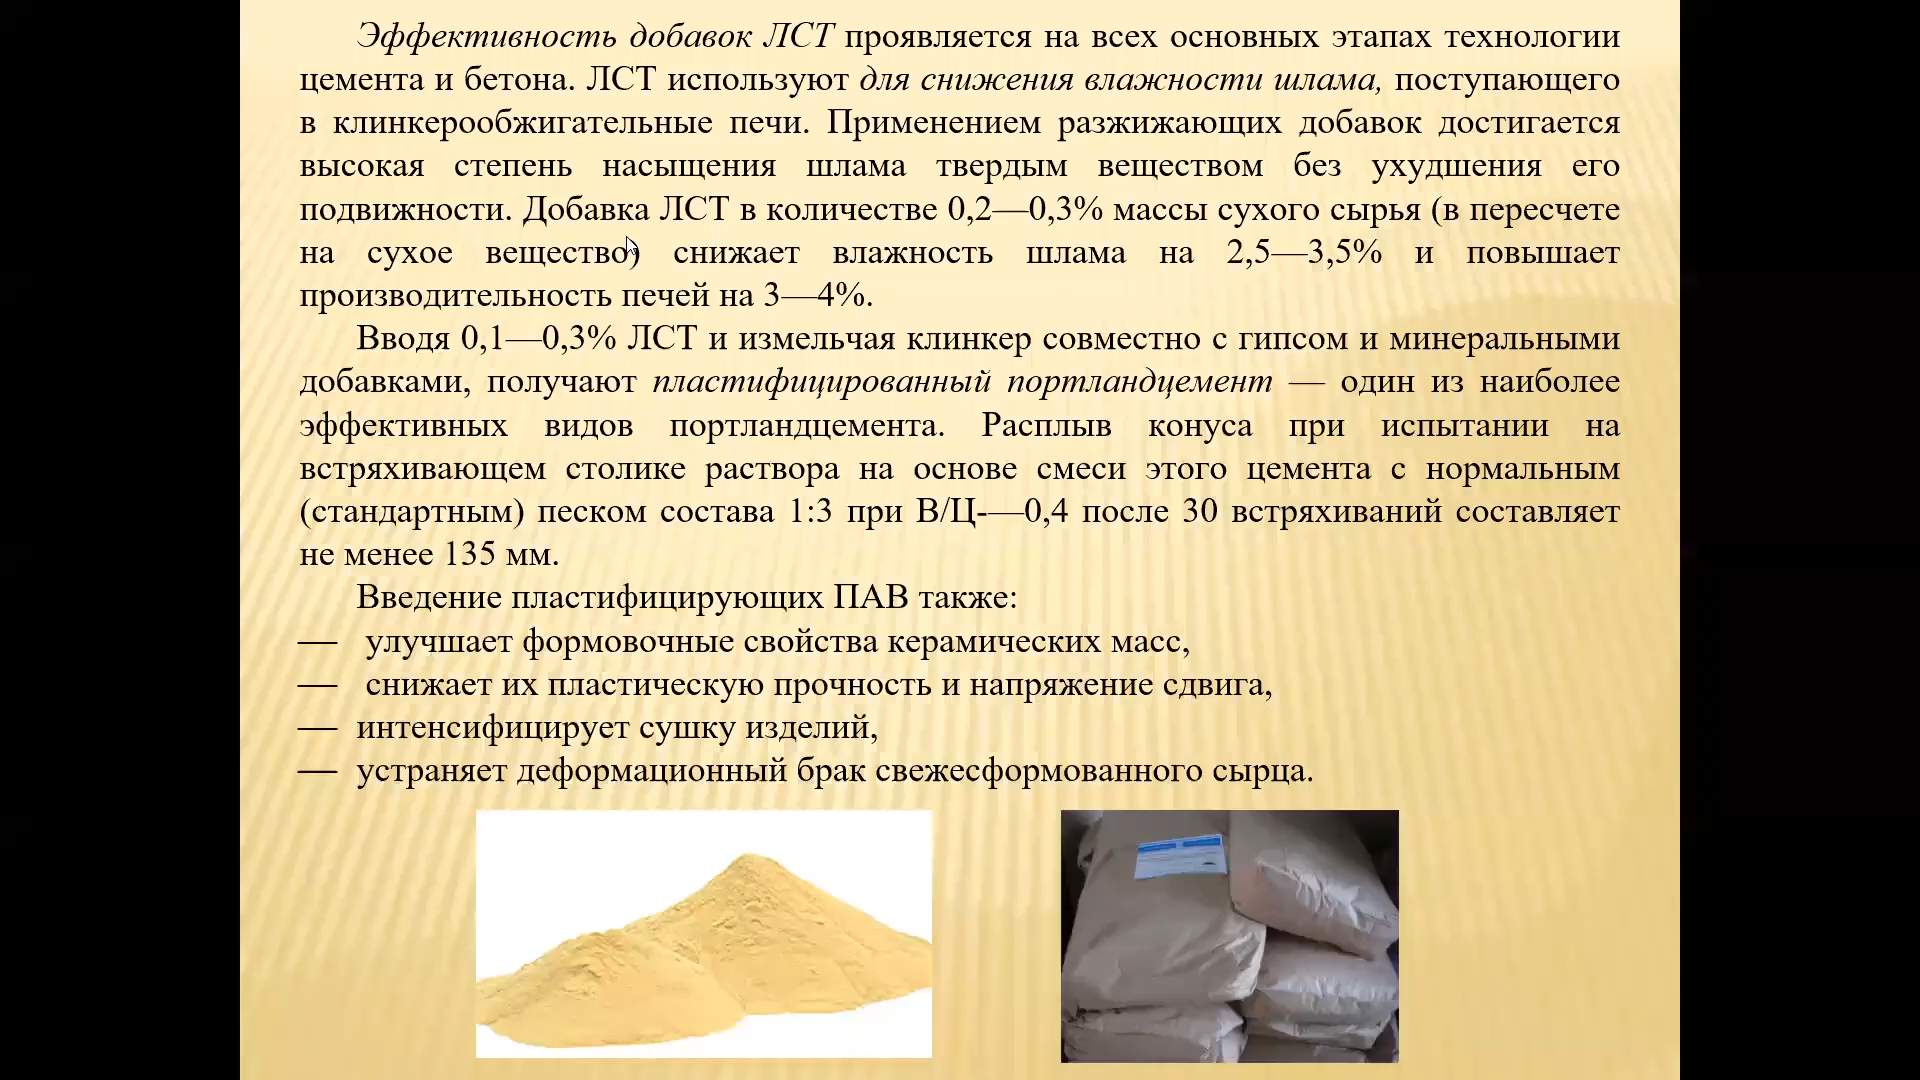 Эффективность добавок ЛСТ проявляется на всех основных этапах технологии
цемента и бетона. ЛСТ используют для снижения влажности шлама, поступающего
в клинкерообжигательные печи. Применением разжижающих добавок достигается
высокая степень насыщения шлама твердым веществом без ухудшения его
подвижности. Добавка ЛСТ в количестве 0,2—0,3% массы сухого сырья (в пересчете
на сухое вещество) снижает влажность шлама на 2,5—3,5% и повышает
производительность печей на 3—4%.
Вводя 0,1—0,3% ЛСТ и измельчая клинкер совместно с гипсом и минеральными
добавками, получают пластифицированный портландцемент — один из наиболее
эффективных видов портландцемента. Расплыв конуса при испытании на
встряхивающем столике раствора на основе смеси этого цемента с нормальным
(стандартным) песком состава 1:3 при В/Ц-—0,4 после 30 встряхиваний составляет
не менее 135 мм.
Введение пластифицирующих ПАВ также:
— улучшает формовочные свойства керамических масс,
— снижает их пластическую прочность и напряжение сдвига,
— интенсифицирует сушку изделий,
— устраняет деформационный брак свежесформованного сырца.